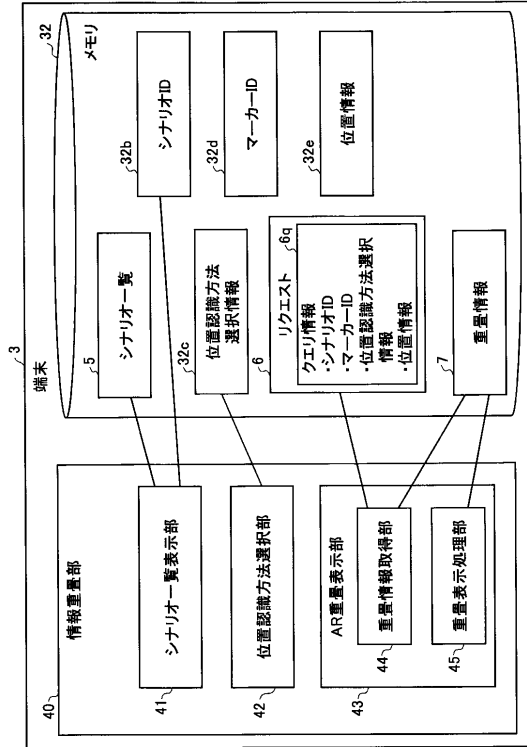 端末
3
情報重畳部
40
シナリオ一覧表示部
41
位置認識方法選択部
42
AR重畳表示部
43
重畳情報取得部
44
重畳表示処理部
45
32
メモリ
5
シナリオ一覧
32b
シナリオID
32c
位置認識方法
選択情報
32d
マーカーID
6
リクエスト
6q
クエリ情報
・シナリオID
・マーカーID
・位置認識方法選択
情報
・位置情報
32e
位置情報
7
重畳情報